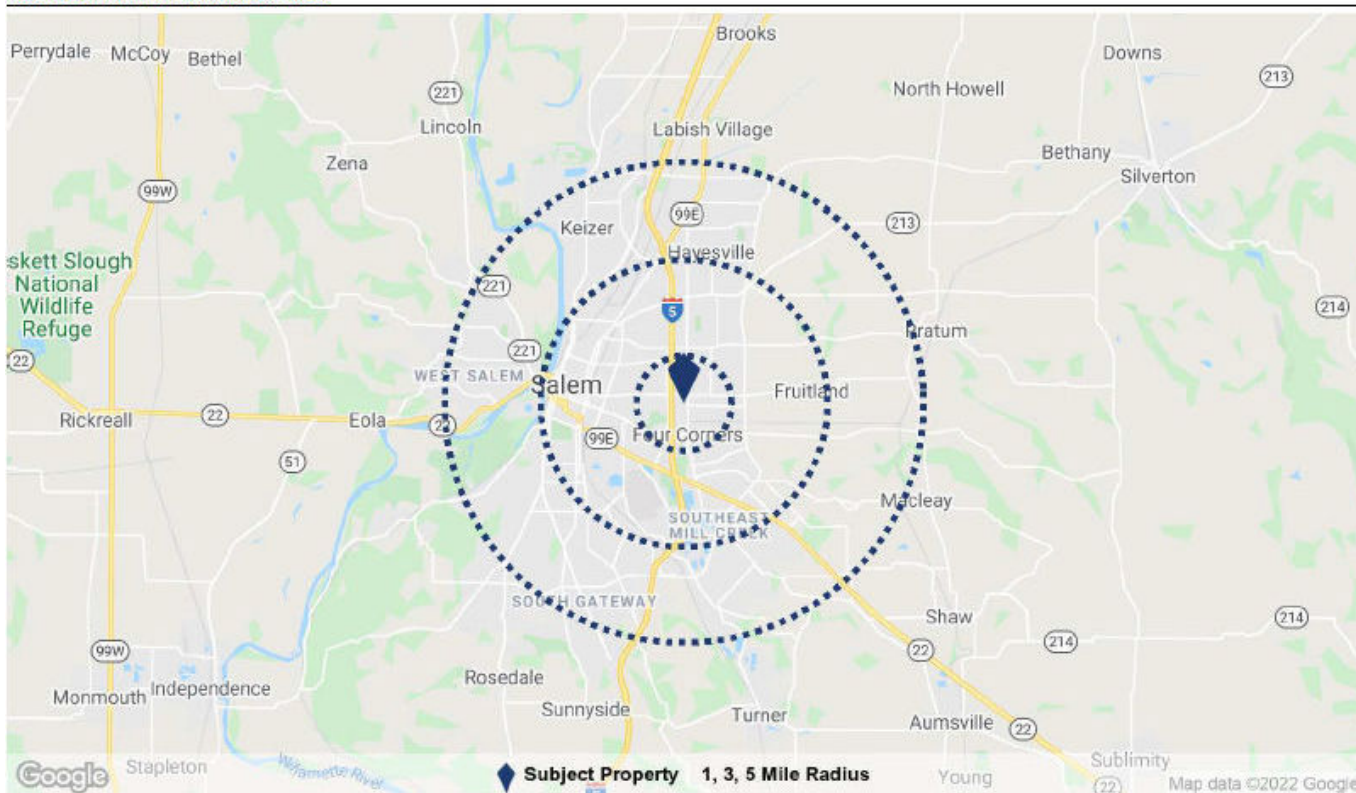 Brooks
Perrydale
McCoy
Bethel
Downs
213
221
North Howell
Lincoln
Labish Village
Zena
Bethany
Silverton
99W
99E
213
Keizer
Hayesville
skett Slough
National
Wildlife
Refuge
221
5
214
Pratum
221
22
WEST SALEM
Salem
Fruitland
Rickreall
22
Eola
22
99E
Four Corners
51
Macleay
SOUTHEAST
MILL CREEK
SOUTH GATEWAY
Shaw
214
214
22
99W
Rosedale
Monmouth
Independence
Sunnyside
Turner
Aumsville
22
Sublimity
Google
Stapleton
Willamette River
Subject Property
1, 3, 5 Mile Radius
Young
22
Map data ©2022 Google